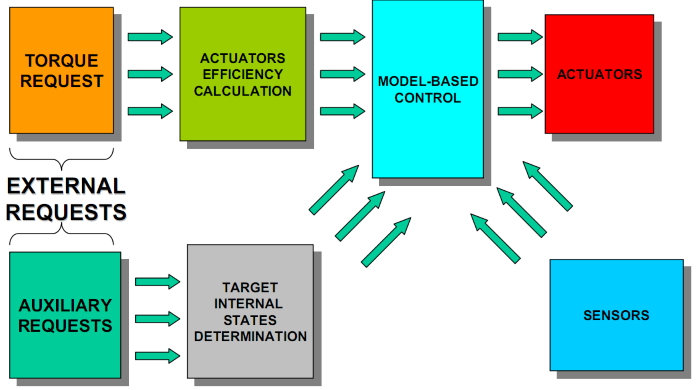 TORQUE
REQUEST
ACTUATORS
EFFICIENCY
CALCULATION
MODEL-BASED
CONTROL
ACTUATORS
EXTERNAL
REQUESTS
AUXILIARY
REQUESTS
TARGET
INTERNAL
STATES
DETERMINATION
SENSORS